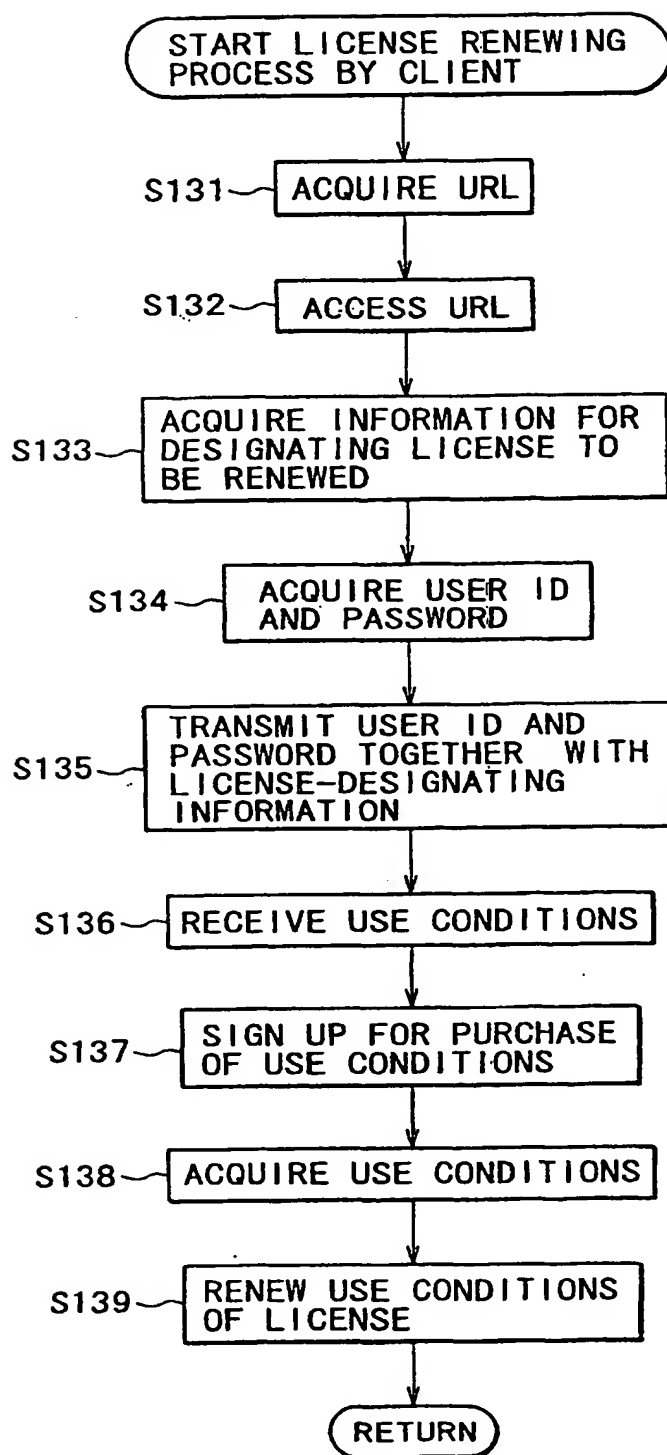 START LICENSE RENEWING
PROCESS BY CLIENT
S131
ACQUIRE URL
S132
ACCESS URL
S133
ACQUIRE INFORMATION FOR
DESIGNATING LICENSE TO
BE RENEWED
S134
ACQUIRE USER ID
AND PASSWORD
S135
TRANSMIT USER ID AND
PASSWORD TOGETHER WITH
LICENSE-DESIGNATING
INFORMATION
S136
RECEIVE USE CONDITIONS
S137
SIGN UP FOR PURCHASE
OF USE CONDITIONS
S138
ACQUIRE USE CONDITIONS
S139
RENEW USE CONDITIONS
OF LICENSE
RETURN